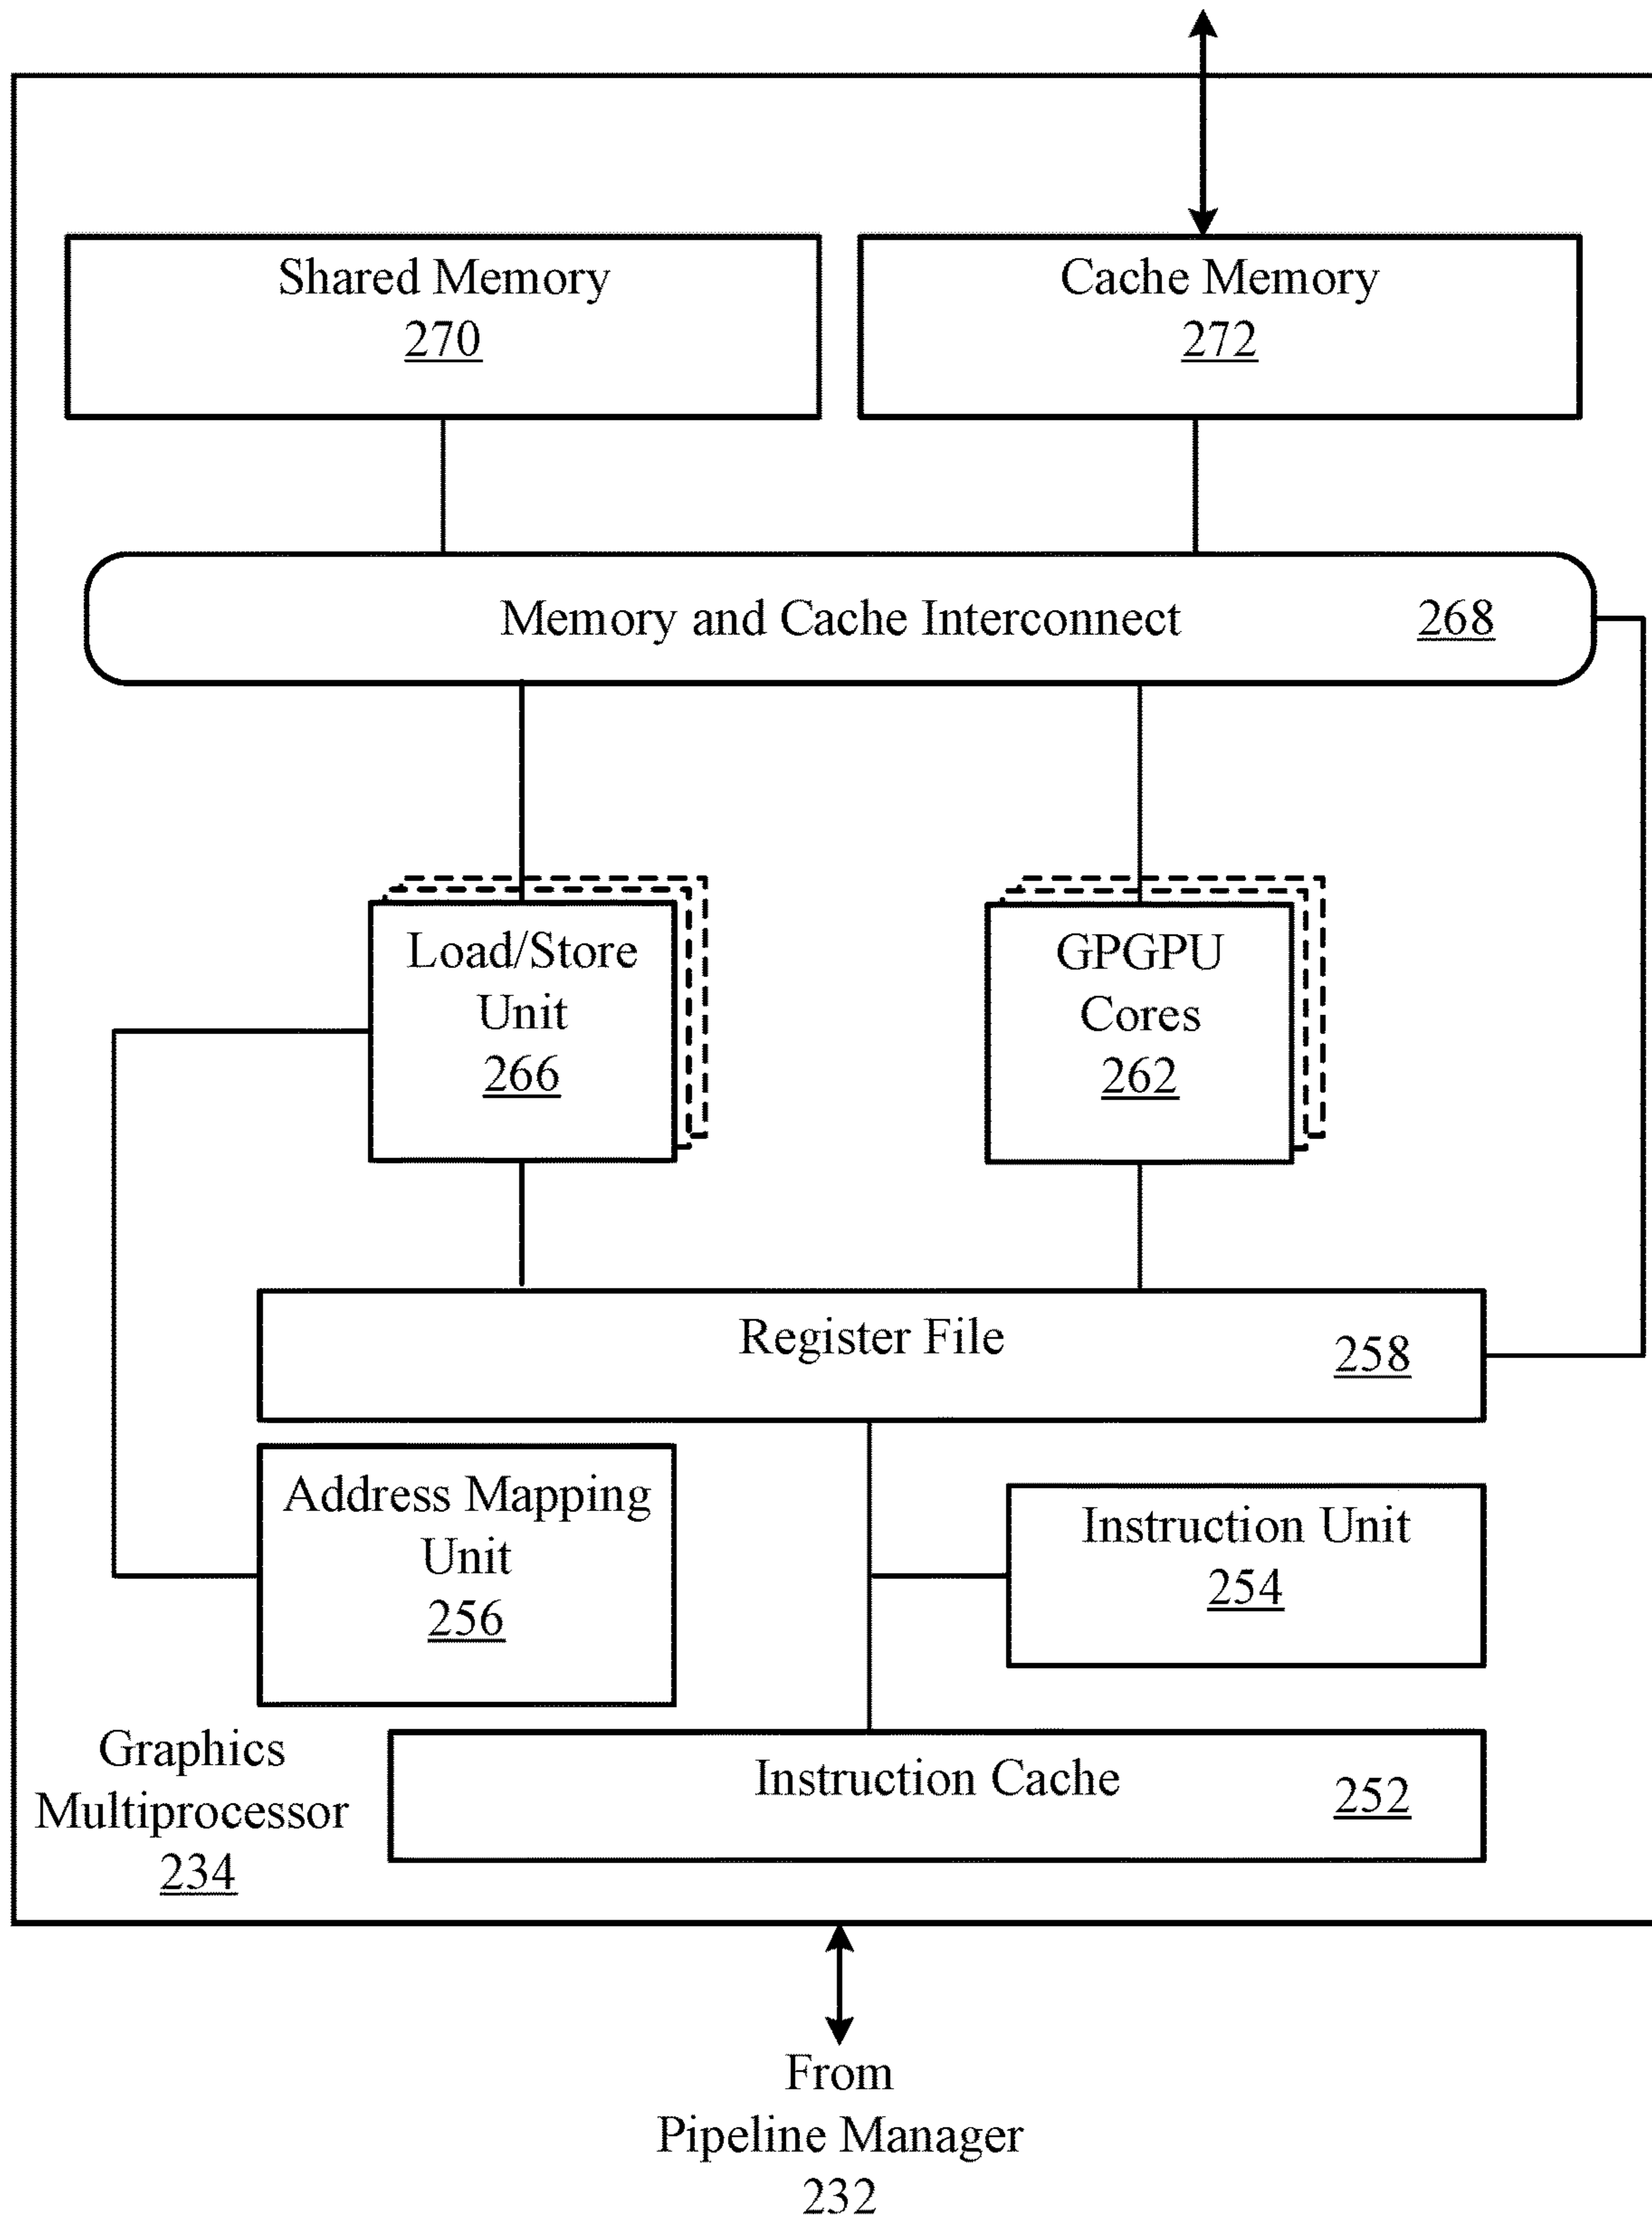 Shared Memory
270
Cache Memory
272
Memory and Cache Interconnect 268
Load/Store
Unit
266
GPGPU
Cores
262
Register File 258
Address Mapping
Unit
256
Instruction Unit
254
Graphics
Multiprocessor
234
Instruction Cache 252
From
Pipeline Manager
232